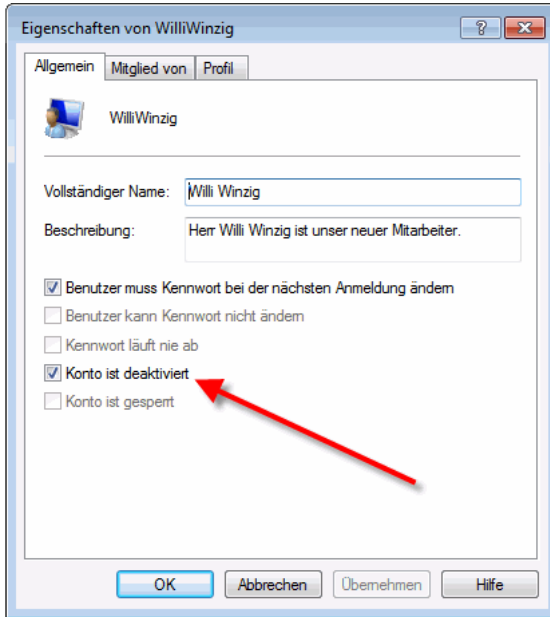 Eigenschaften von WilliWinzig
Allgemein Mitglied von Profil
WilliWinzig
Vollständiger Name: Willi Winzig
Beschreibung: Herr Willi Winzig ist unser neuer Mitarbeiter.
Benutzer muss Kennwort bei der nächsten Anmeldung ändern
Benutzer kann Kennwort nicht ändern
Kennwort läuft nie ab
Konto ist deaktiviert
Konto ist gesperrt
OK Abbrechen Übernehmen Hilfe